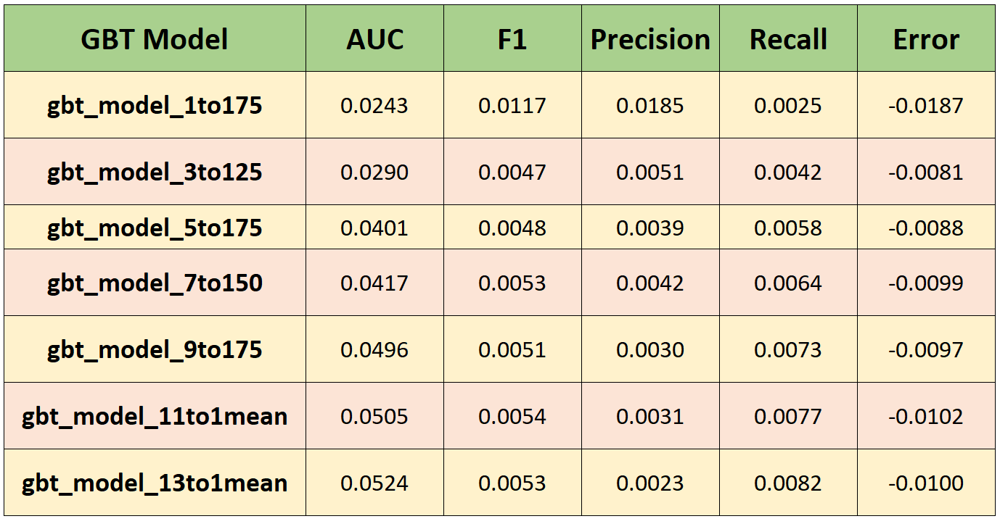 GBT Model AUC F1 Precision Recall Error
gbt_model_1to175 0.0243 0.0117 0.0185 0.0025 -0.0187
gbt_model_3to125 0.0290 0.0047 0.0051 0.0042 -0.0081
gbt_model_5to175 0.0401 0.0048 0.0039 0.0058 -0.0088
gbt_model_7to150 0.0417 0.0053 0.0042 0.0064 -0.0099
gbt_model_9to175 0.0496 0.0051 0.0030 0.0073 -0.0097
gbt_model_11to1mean 0.0505 0.0054 0.0031 0.0077 -0.0102
gbt_model_13to1mean 0.0524 0.0053 0.0023 0.0082 -0.0100